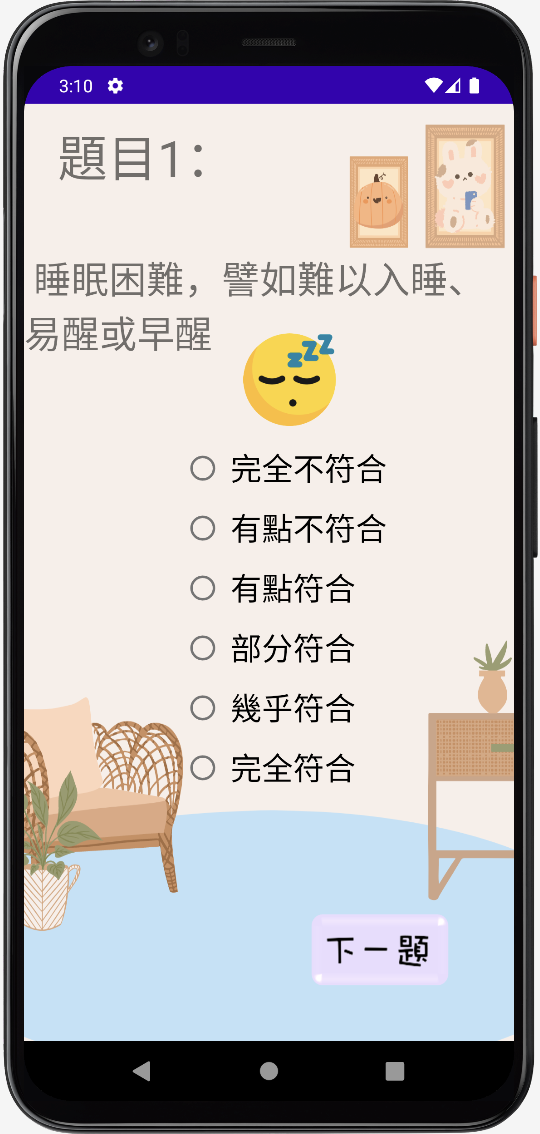 3:10
題目1：
睡眠困難，譬如難以入睡、
易醒或早醒
zzZ
完全不符合
有點不符合
有點符合
部分符合
幾乎符合
完全符合
下一題